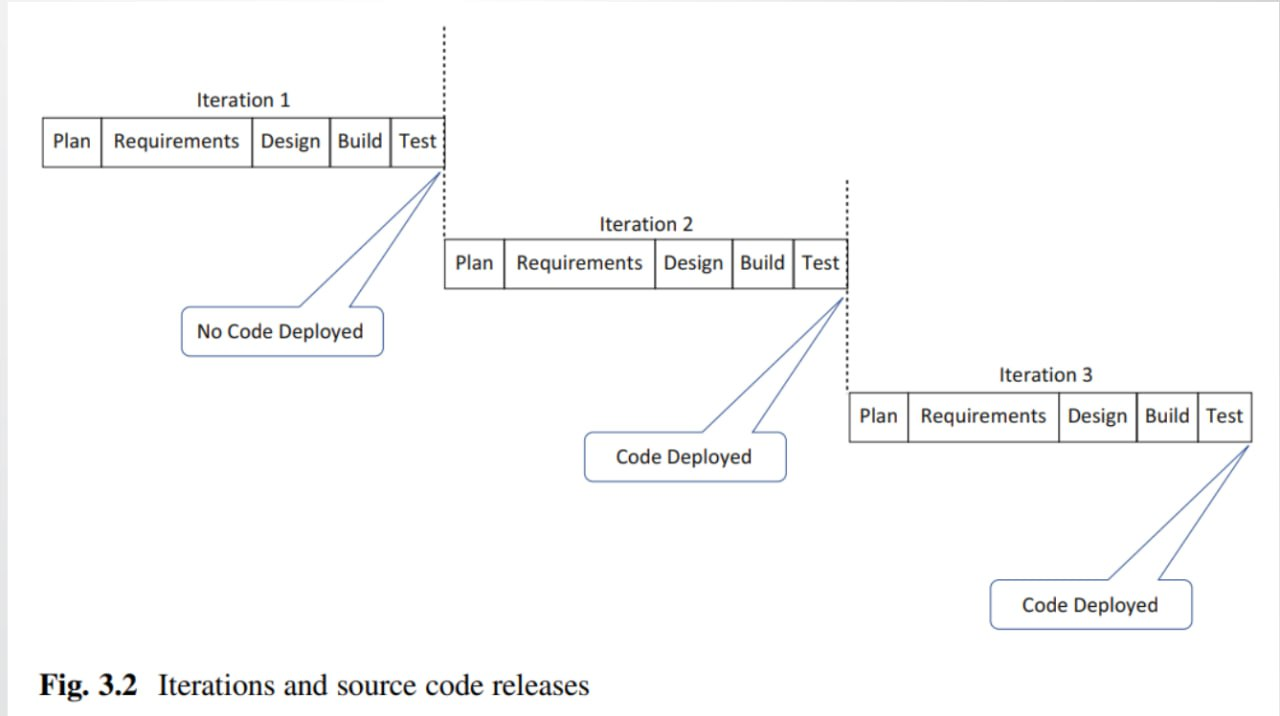 Iteration 1
Plan Requirements Design Build Test
No Code Deployed
Iteration 2
Plan Requirements Design Build Test
Code Deployed
Iteration 3
Plan Requirements Design Build Test
Code Deployed
Fig. 3.2 Iterations and source code releases